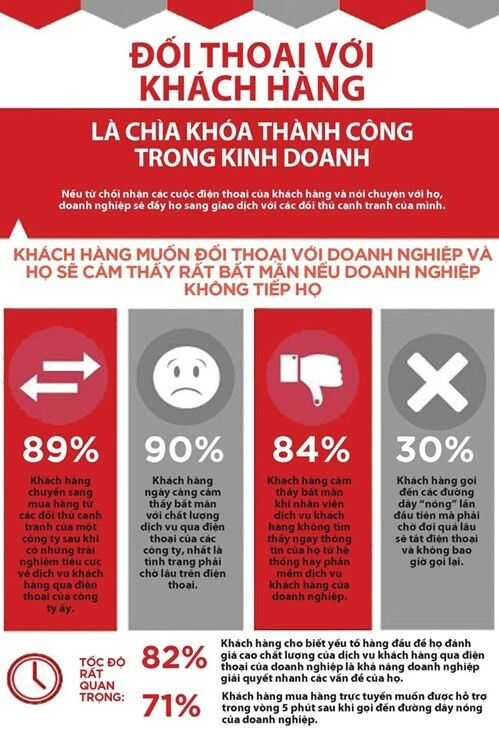 ĐỐI THOẠI VỚI
KHÁCH HÀNG
LÀ CHÌA KHÓA THÀNH CÔNG
TRONG KINH DOANH
Nếu từ chối nhận các cuộc điện thoại của khách hàng và nói chuyện với họ,
doanh nghiệp sẽ đẩy họ sang giao dịch với các đối thủ cạnh tranh của mình.
KHÁCH HÀNG MUỐN ĐỐI THOẠI VỚI DOANH NGHIỆP VÀ
HỌ SẼ CẢM THẤY RẤT BẤT MÃN NẾU DOANH NGHIỆP
KHÔNG TIẾP HỌ
89%
Khách hàng
chuyển sang
mua hàng từ
các đối thủ cạnh
tranh của một
công ty sau khi
có những trải
nghiệm tiêu cực
về dịch vụ khách
hàng qua điện
thoại của công
ty ấy.
90%
Khách hàng
ngày càng cảm
thấy bất mãn
với chất lượng
dịch vụ qua điện
thoại của các
công ty, nhất là
tình trạng phải
chờ lâu trên điện
thoại.
84%
Khách hàng cảm
thấy bất mãn
khi nhân viên
dịch vụ khách
hàng không tìm
thấy ngay thông
tin của họ từ hệ
thống hay phần
mềm dịch vụ
khách hàng của
doanh nghiệp.
30%
Khách hàng gọi
đến các đường
dây “nóng” lần
đầu tiên mà phải
chờ đợi quá lâu
sẽ tắt điện thoại
và không bao
giờ gọi lại.
TỐC ĐỘ
RẤT
QUAN
TRỌNG:
82%
Khách hàng cho biết yếu tố hàng đầu để họ đánh
giá cao chất lượng của dịch vụ khách hàng qua điện
thoại của doanh nghiệp là khả năng doanh nghiệp
giải quyết nhanh các vấn đề của họ.
71%
Khách hàng mua hàng trực tuyến muốn được hỗ trợ
trong vòng 5 phút sau khi gọi đến đường dây nóng
của doanh nghiệp.